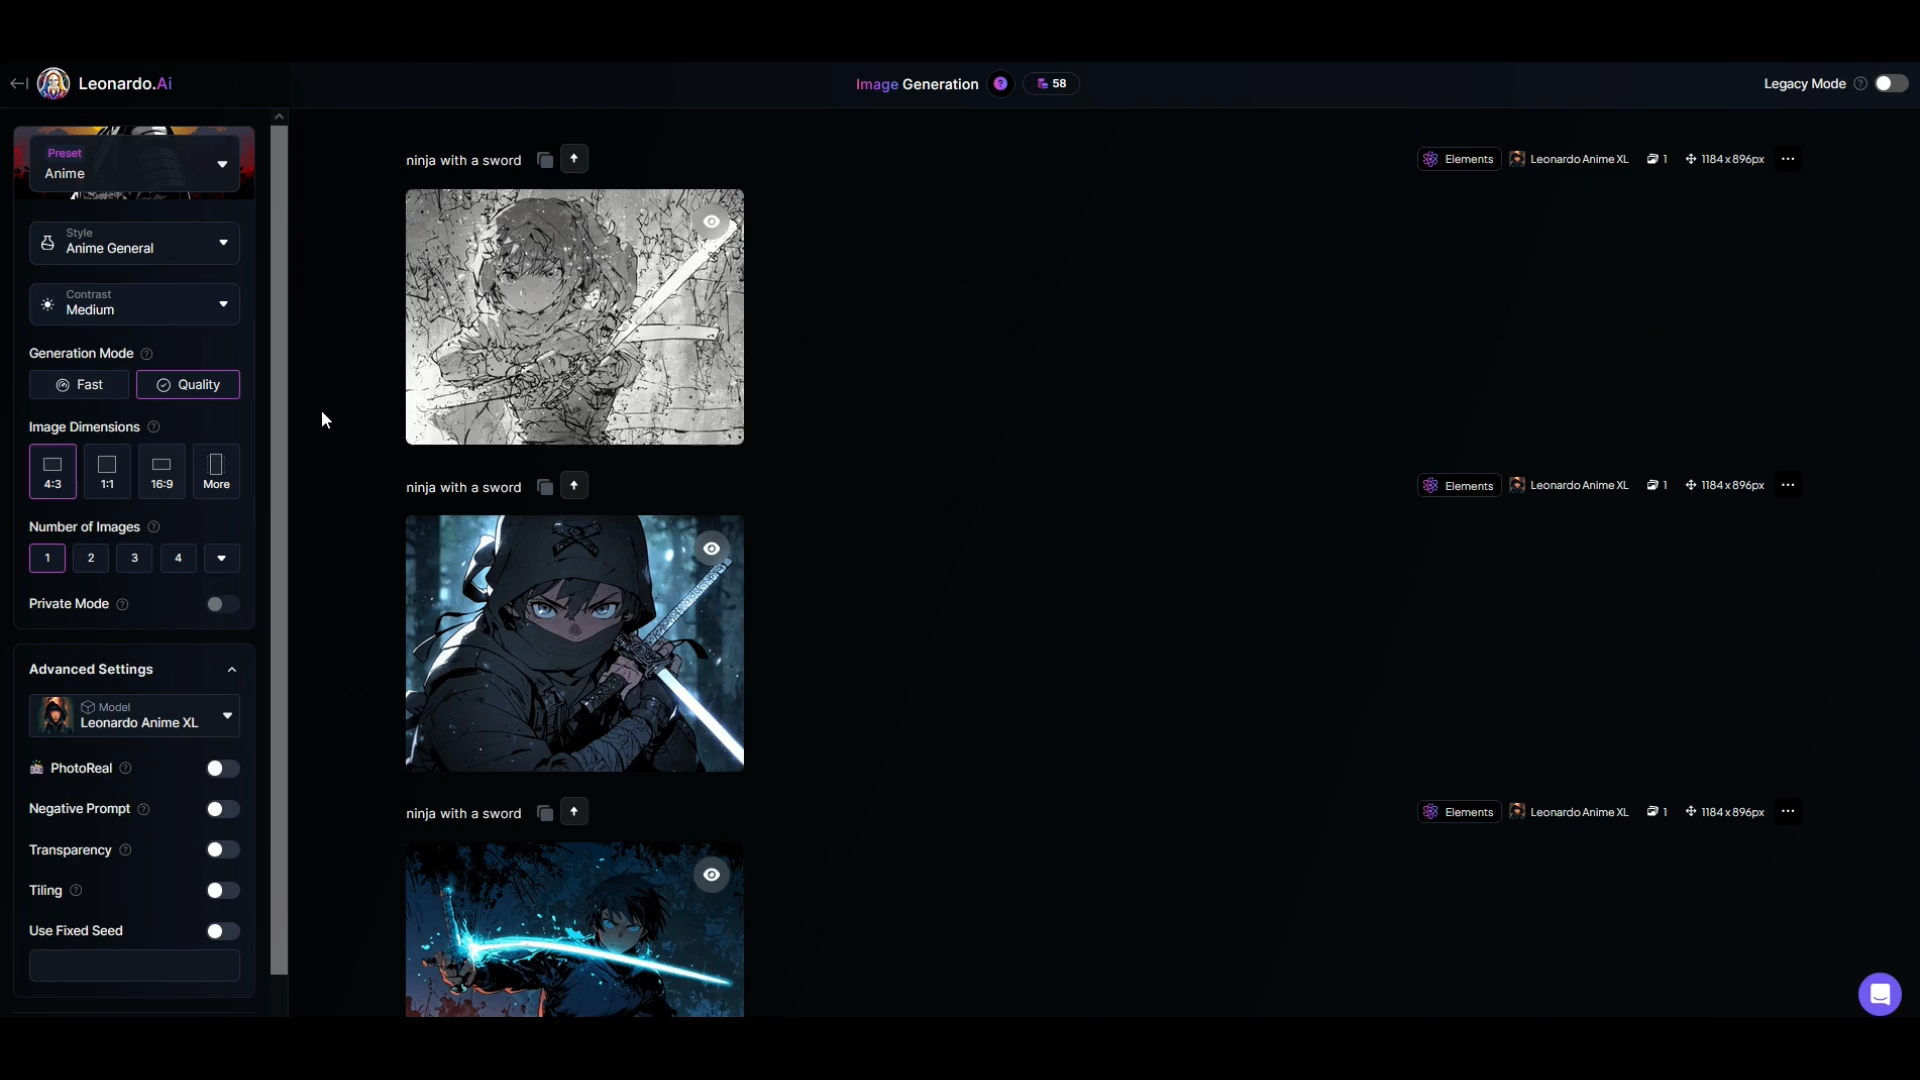 Leonardo.Ai
Image Generation
58
Legacy Mode
Preset
Anime
Style
Anime General
Contrast
Medium
Generation Mode
Fast
Quality
Image Dimensions
4:3
1:1
16:9
More
Number of Images
1
2
3
4
Private Mode
Advanced Settings
Model
Leonardo Anime XL
PhotoReal
Negative Prompt
Transparency
Tiling
Use Fixed Seed
ninja with a sword
Elements
Leonardo Anime XL
1
1184 x 896px
ninja with a sword
Elements
Leonardo Anime XL
1
1184 x 896px
ninja with a sword
Elements
Leonardo Anime XL
1
1184 x 896px